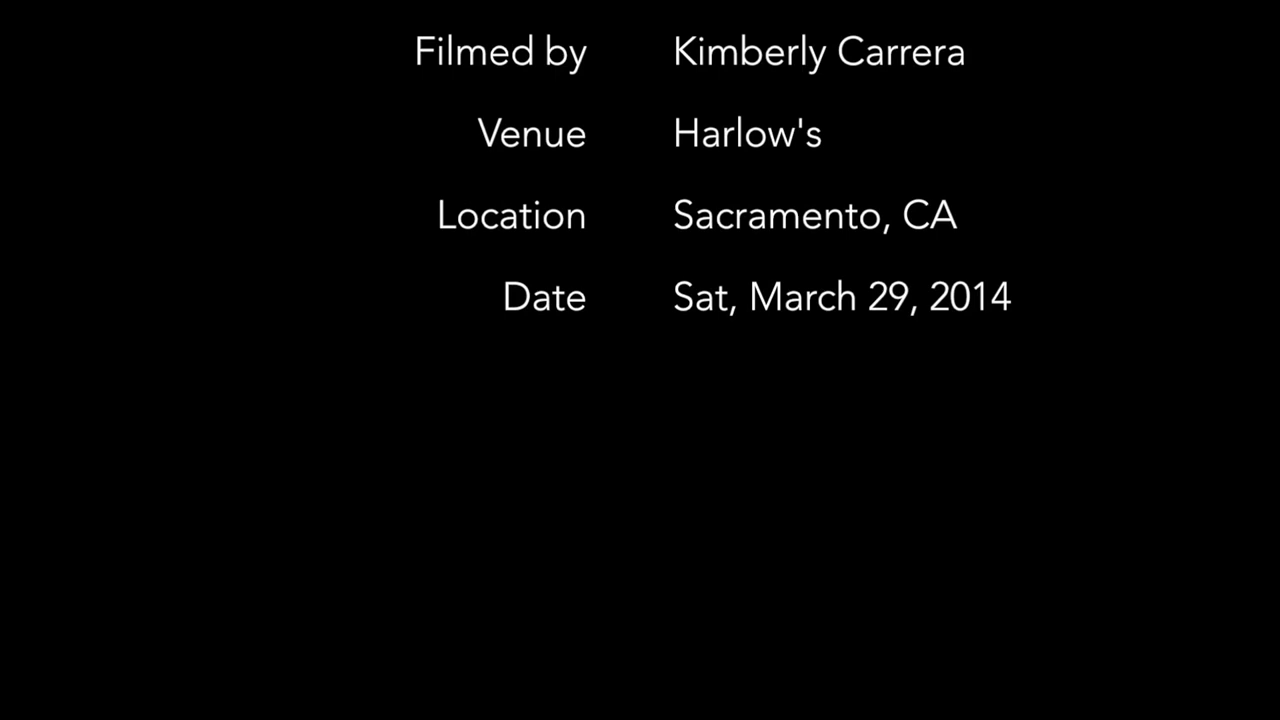 Filmed by Kimberly Carrera
Venue Harlow's
Location Sacramento, CA
Date Sat, March 29, 2014